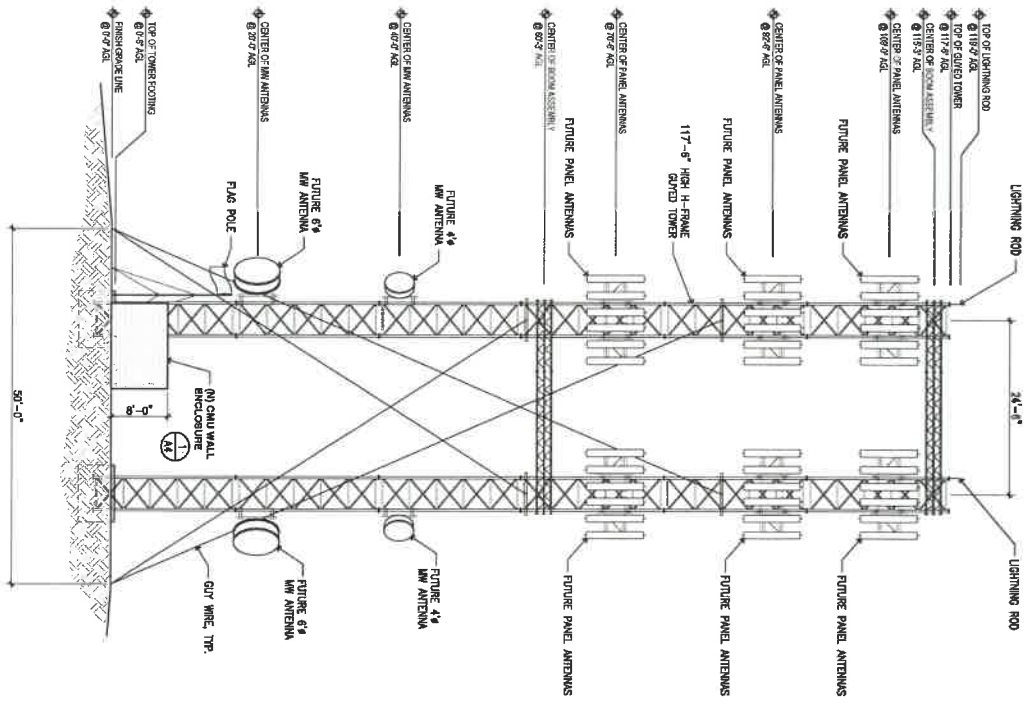 TOP OF LIGHTNING ROD
@ 119'-0" AGL
TOP OF GUYED TOWER
@ 117'-6" AGL
CENTER OF BOOM ASSEMBLY
@ 115'-3" AGL
CENTER OF PANEL ANTENNAS
@ 109'-0" AGL
CENTER OF PANEL ANTENNAS
@ 92'-6" AGL
CENTER OF PANEL ANTENNAS
@ 70'-6" AGL
CENTER OF BOOM ASSEMBLY
@ 60'-3" AGL
CENTER OF MW ANTENNAS
@ 40'-0" AGL
CENTER OF MW ANTENNAS
@ 20'-0" AGL
TOP OF TOWER FOOTING
@ 0'-6" AGL
FINISH GRADE LINE
@ 0'-0" AGL
LIGHTNING ROD
FUTURE PANEL ANTENNAS
FUTURE PANEL ANTENNAS
117'-6" HIGH H-FRAME
GUYED TOWER
FUTURE PANEL ANTENNAS
FUTURE 4'ø
MW ANTENNA
FUTURE 6'ø
MW ANTENNA
FLAG POLE
24'-6"
(N) CMU WALL
ENCLOSURE
1
A4
8'-0"
50'-0"
LIGHTNING ROD
FUTURE PANEL ANTENNAS
FUTURE PANEL ANTENNAS
FUTURE PANEL ANTENNAS
FUTURE 4'ø
MW ANTENNA
FUTURE 6'ø
MW ANTENNA
GUY WIRE, TYP.